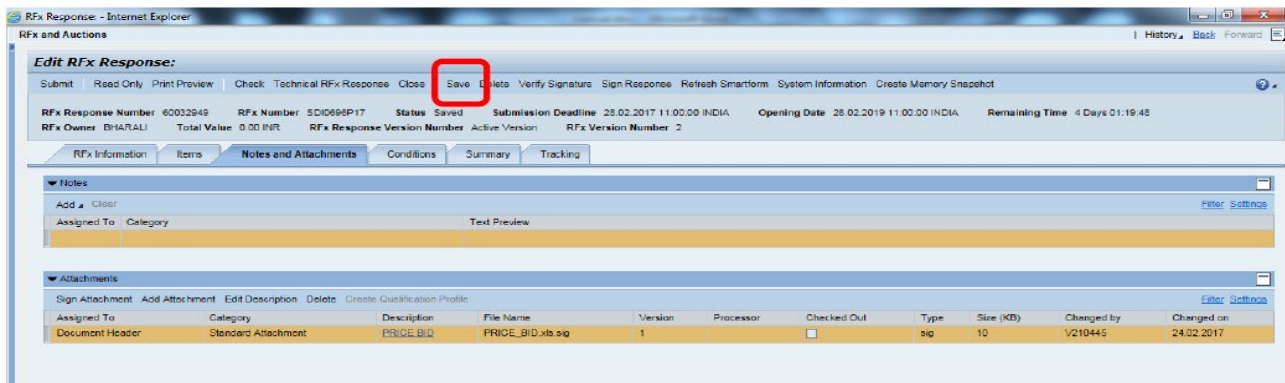 RFx Response: - Internet Explorer
RFx and Auctions
History Back Forward
Edit RFx Response:
Submit Read Only Print Preview Check Technical RFx Response Close Save Delete Verify Signature Sign Response Refresh Smartform System Information Create Memory Snapshot
RFx Response Number 60032949 RFx Number SDI0696P17 Status Saved Submission Deadline 28.02.2017 11:00:00 INDIA Opening Date 28.02.2019 11:00:00 INDIA Remaining Time 4 Days 01:19:48
RFx Owner BHARALI Total Value 0.00 INR RFx Response Version Number Active Version RFx Version Number 2
RFx Information Items Notes and Attachments Conditions Summary Tracking
Notes
Add Clear Filter Settings
Assigned To Category Text Preview
Attachments
Sign Attachment Add Attachment Edit Description Delete Create Qualification Profile Filter Settings
Assigned To Category Description File Name Version Processor Checked Out Type Size (KB) Changed by Changed on
Document Header Standard Attachment PRICE BID PRICE_BID.xls.sig 1 sig 10 V210445 24.02.2017